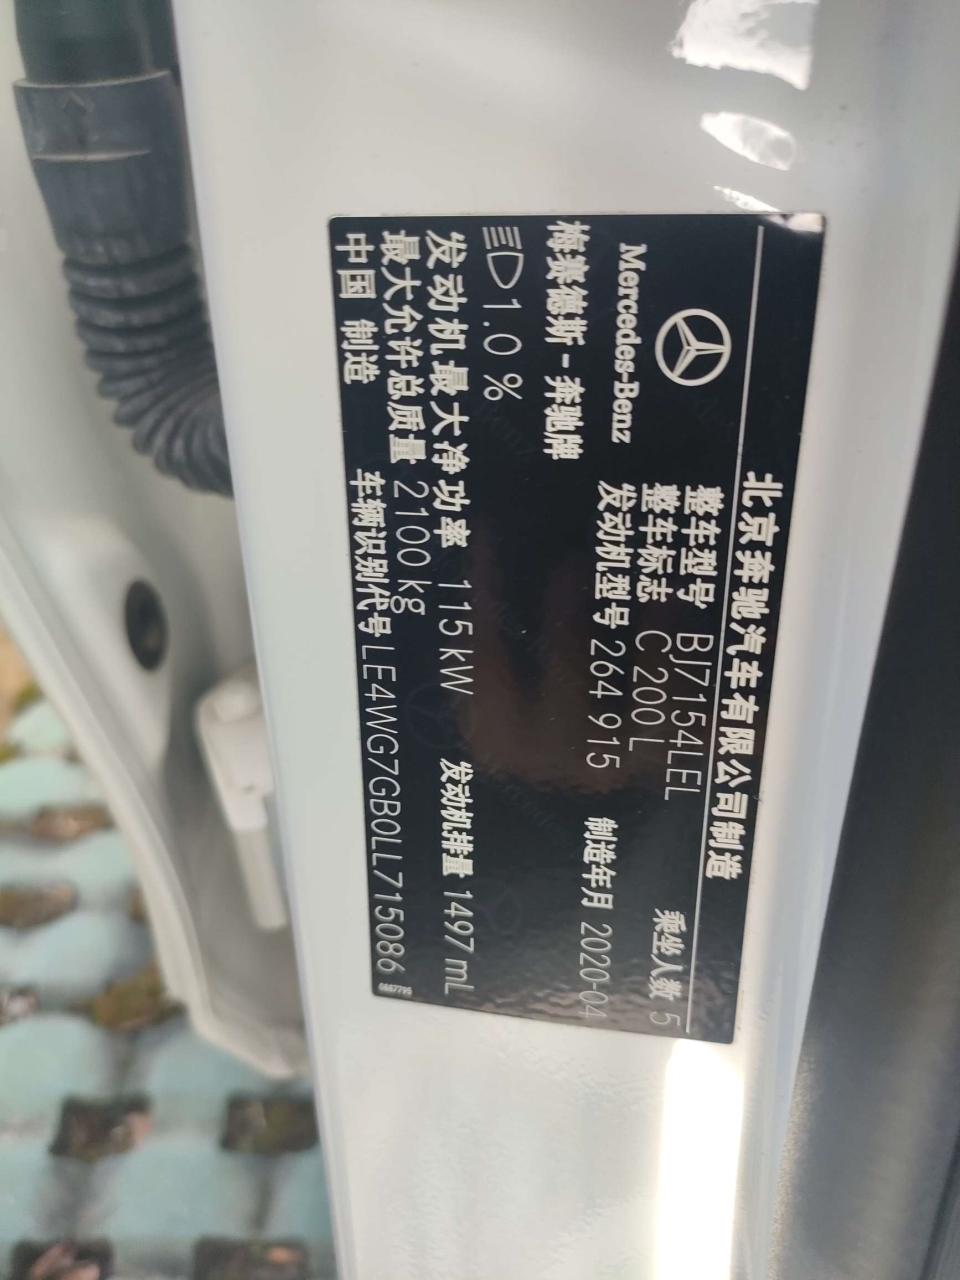 北京奔驰汽车有限公司制造
Mercedes-Benz
整车型号 BJ7154LEL 乘坐人数 5
整车标志 C 200 L
发动机型号 264 915 制造年月 2020-04
梅赛德斯-奔驰牌
1.0 %
发动机最大净功率 115 kW 发动机排量 1497 mL
最大允许总质量 2100 kg
中国 制造 车辆识别代号 LE4WG7GB0LL715086
0667795